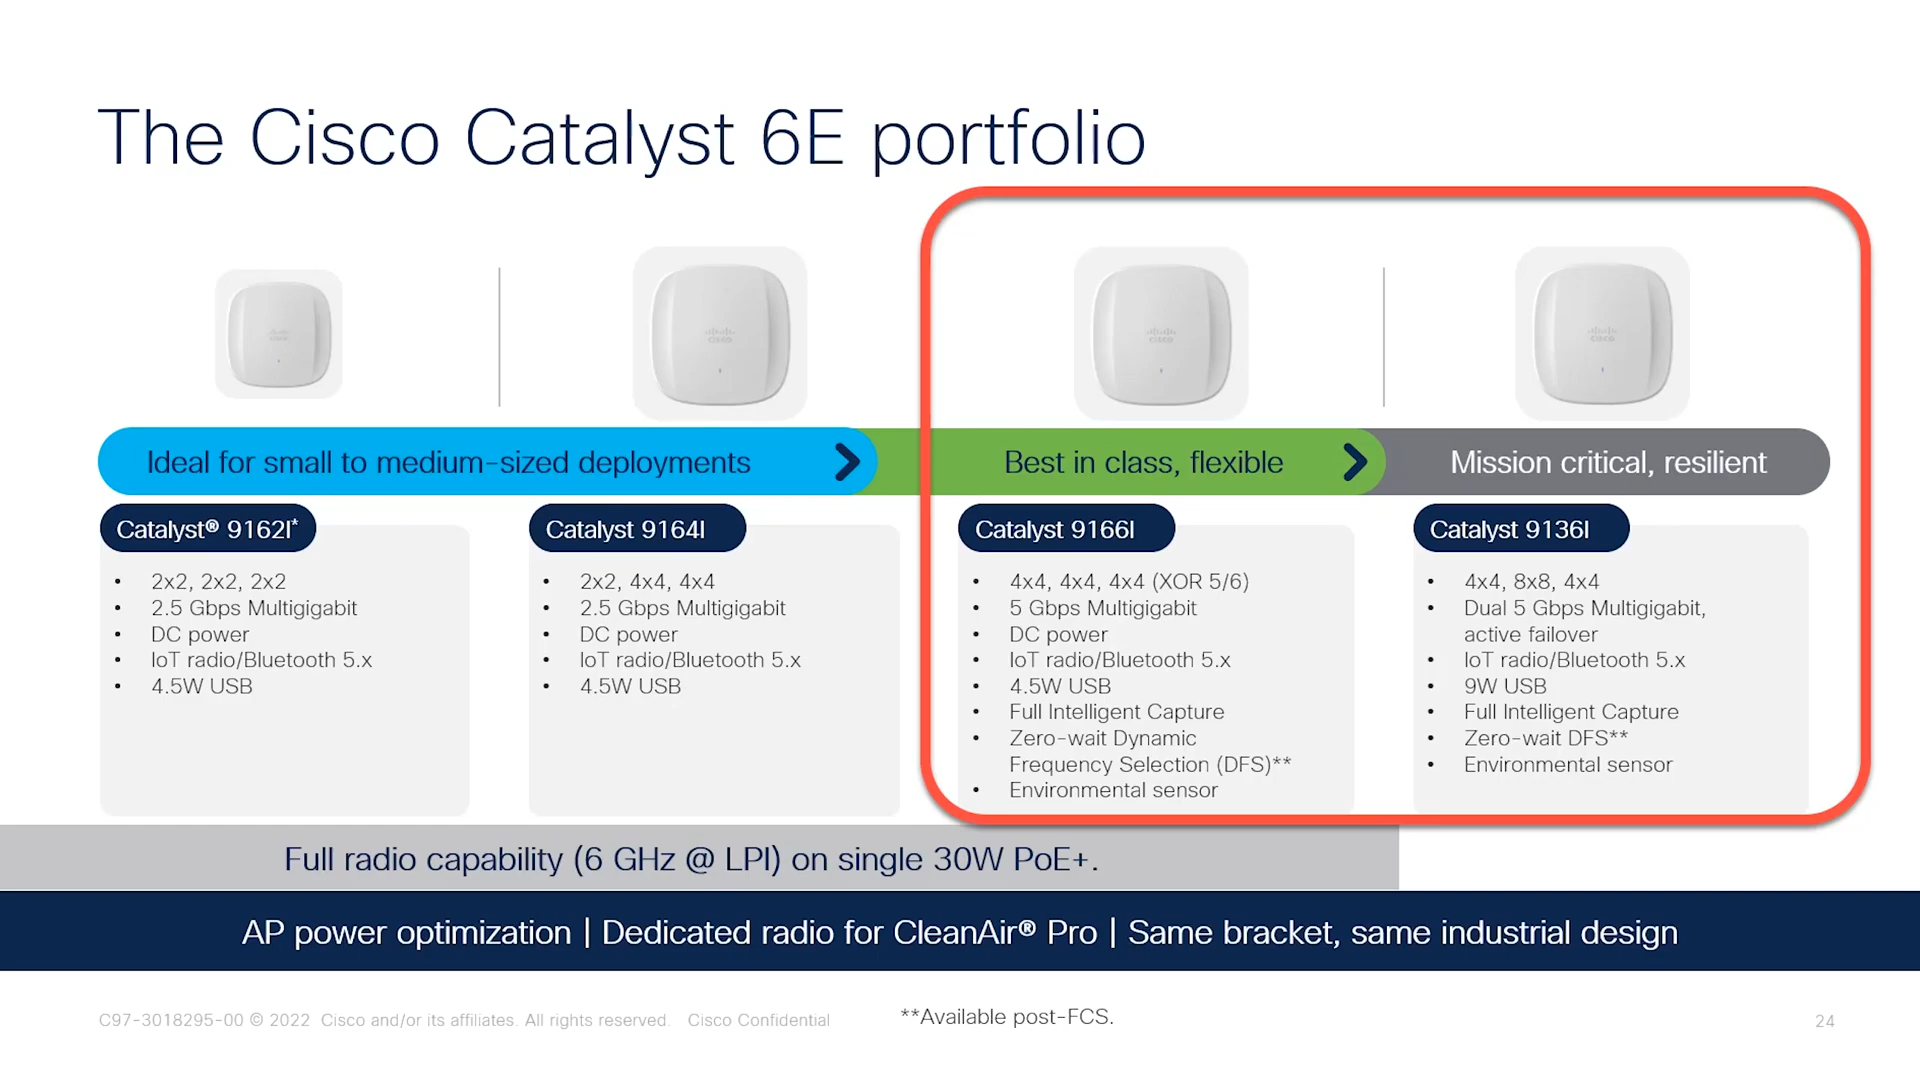 The Cisco Catalyst 6E portfolio
CISCO
CISCO
CISCO
CISCO
Ideal for small to medium-sized deployments
Best in class, flexible
Mission critical, resilient
Catalyst® 9162I*
• 2x2, 2x2, 2x2
• 2.5 Gbps Multigigabit
• DC power
• IoT radio/Bluetooth 5.x
• 4.5W USB
Catalyst 9164I
• 2x2, 4x4, 4x4
• 2.5 Gbps Multigigabit
• DC power
• IoT radio/Bluetooth 5.x
• 4.5W USB
Catalyst 9166I
• 4x4, 4x4, 4x4 (XOR 5/6)
• 5 Gbps Multigigabit
• DC power
• IoT radio/Bluetooth 5.x
• 4.5W USB
• Full Intelligent Capture
• Zero-wait Dynamic
Frequency Selection (DFS)**
• Environmental sensor
Catalyst 9136I
• 4x4, 8x8, 4x4
• Dual 5 Gbps Multigigabit,
active failover
• IoT radio/Bluetooth 5.x
• 9W USB
• Full Intelligent Capture
• Zero-wait DFS**
• Environmental sensor
Full radio capability (6 GHz @ LPI) on single 30W PoE+.
AP power optimization | Dedicated radio for CleanAir® Pro | Same bracket, same industrial design
C97-3018295-00 © 2022 Cisco and/or its affiliates. All rights reserved. Cisco Confidential
**Available post-FCS.
24